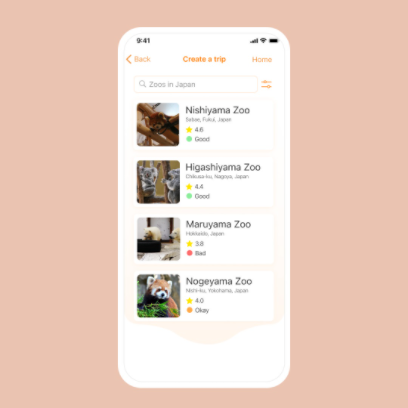 9:41
Back
Create a trip
Home
Zoos in Japan
Nishiyama Zoo
Sabae, Fukui, Japan
4.6
Good
Higashiyama Zoo
Chikusa-ku, Nagoya, Japan
4.4
Good
Maruyama Zoo
Hokkaido, Japan
3.8
Bad
Nogeyama Zoo
Nishi-ku, Yokohama, Japan
4.0
Okay